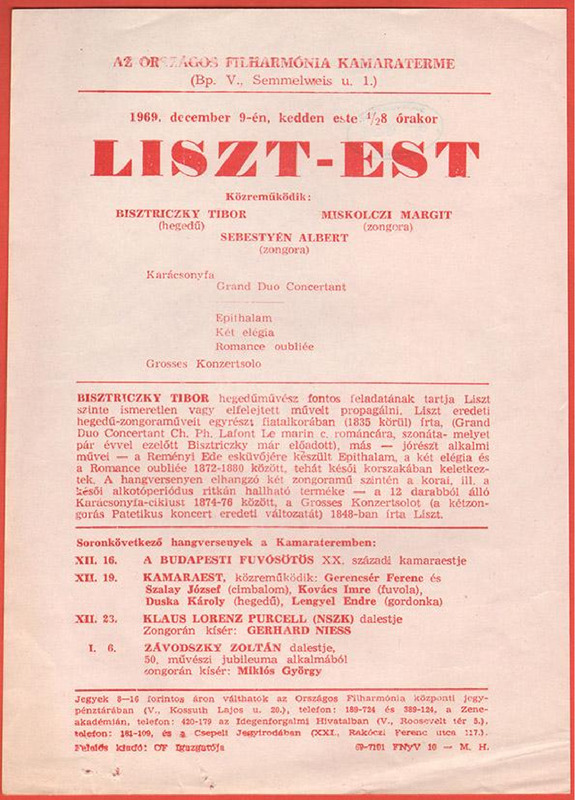 AZ ORSZÁGOS FILHARMÓNIA KAMARATERME
(Bp. V., Semmelweis u. 1.)
1969. december 9-én, kedden este 1/28 órakor
LISZT-EST
Közreműködik:
BISZTRICZKY TIBOR MISKOLCZI MARGIT
(hegedű) (zongora)
SEBESTYÉN ALBERT
(zongora)
Karácsonyfa
Grand Duo Concertant
Epithalam
Két elégia
Romance oubliée
Grosses Konzertsolo
BISZTRICZKY TIBOR hegedűművész fontos feladatának tartja Liszt
szinte ismeretlen vagy elfelejtett műveit propagálni. Liszt eredeti
hegedű-zongoraműveit egyrészt fiatalkorában (1835 körül) írta, (Grand
Duo Concertant Ch. Ph. Lafont Le marin c. románcára, szonáta- melyet
pár évvel ezelőtt Bisztriczky már előadott), más — jórészt alkalmi
művei — a Reményi Ede esküvőjére készült Epithalam, a két elégia és
a Romance oubliée 1872-1880 között, tehát késői korszakában keletkez-
tek. A hangversenyen elhangzó két zongoramű szintén a korai, ill. a
késői alkotóperiódus ritkán hallható terméke — a 12 darabból álló
Karácsonyfa-ciklust 1874-76 között, a Grosses Konzertsolot (a kétzon-
gorás Patetikus koncert eredeti változatát) 1848-ban írta Liszt.
Soronkövetkező hangversenyek a Kamarateremben:
XII. 16. A BUDAPESTI FUVÓSÖTÖS XX. századi kamaraestje
XII. 19. KAMARAEST, közreműködik: Gerencsér Ferenc és
Szalay József (cimbalom), Kovács Imre (fuvola),
Duska Károly (hegedű), Lengyel Endre (gordonka)
XII. 23. KLAUS LORENZ PURCELL (NSZK) dalestje
Zongorán kísér: GERHARD NIESS
I. 6. ZÁVODSZKY ZOLTÁN dalestje,
50. művészi jubileuma alkalmából
zongorán kísér: Miklós György
Jegyek 8—16 forintos áron válthatók az Országos Filharmónia központi jegy-
pénztárában (V., Kossuth Lajos u. 20.), telefon: 189-724 és 389-124, a Zene-
akadémián, telefon: 420-179 az Idegenforgalmi Hivatalban (V., Roosevelt tér 5.),
telefon: 181-109, és a Csepeli Jegyirodában (XXI., Rákóczi Ferenc utca 117.).
Felelős kiadó: OF Igazgatója 69-7101 FNyV 10 — M. H.